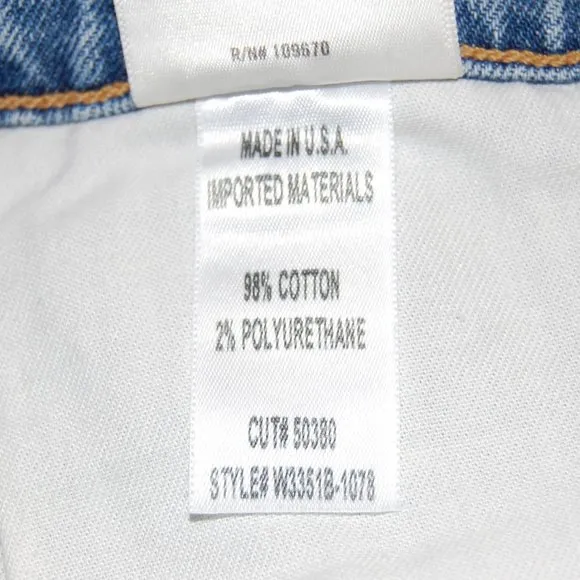 R/N# 109670
MADE IN U.S.A.
IMPORTED MATERIALS
98% COTTON
2% POLYURETHANE
CUT# 50380
STYLE# W3351B-1078